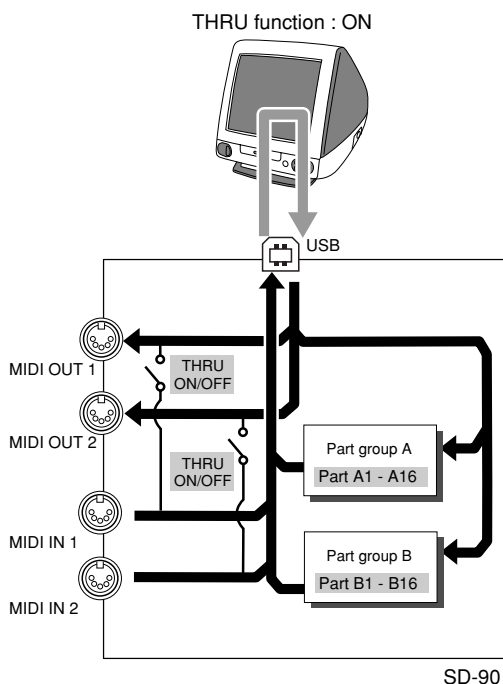 THRU function : ON
USB
MIDI OUT 1
THRU
ON/OFF
MIDI OUT 2
THRU
ON/OFF
Part group A
Part A1 - A16
MIDI IN 1
Part group B
Part B1 - B16
MIDI IN 2
SD-90